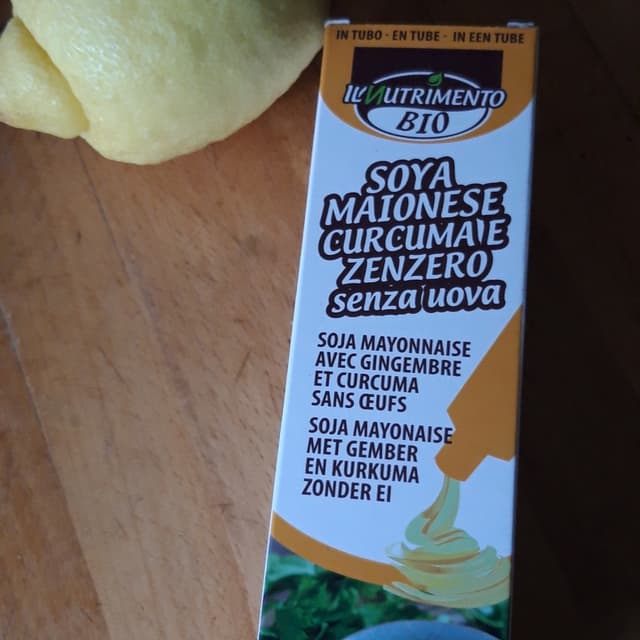 IN TUBO - EN TUBE - IN EEN TUBE
IL NUTRIMENTO
BIO
SOYA
MAIONESE
CURCUMA E
ZENZERO
senza uova
SOJA MAYONNAISE
AVEC GINGEMBRE
ET CURCUMA
SANS ŒUFS
SOJA MAYONAISE
MET GEMBER
EN KURKUMA
ZONDER EI